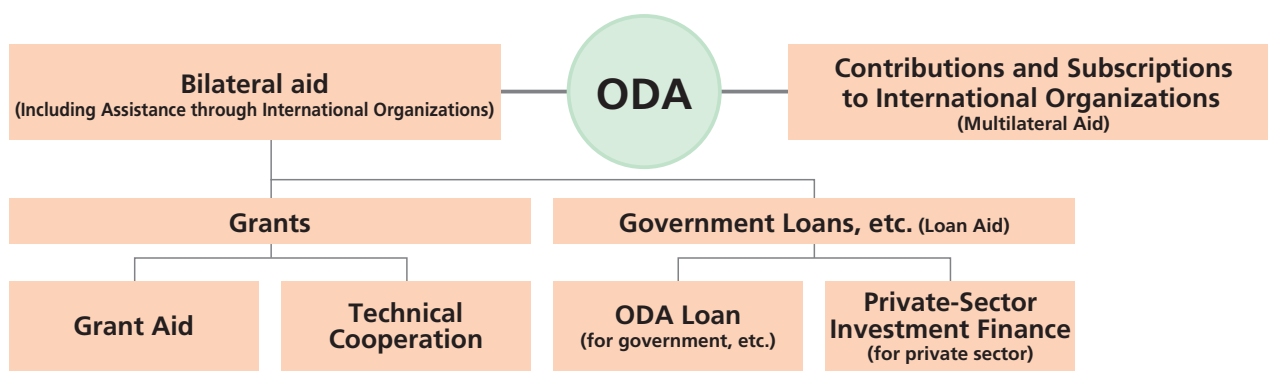 Bilateral aid
(Including Assistance through International Organizations)
ODA
Contributions and Subscriptions
to International Organizations
(Multilateral Aid)
Grants
Government Loans, etc. (Loan Aid)
Grant Aid
Technical
Cooperation
ODA Loan
(for government, etc.)
Private-Sector
Investment Finance
(for private sector)